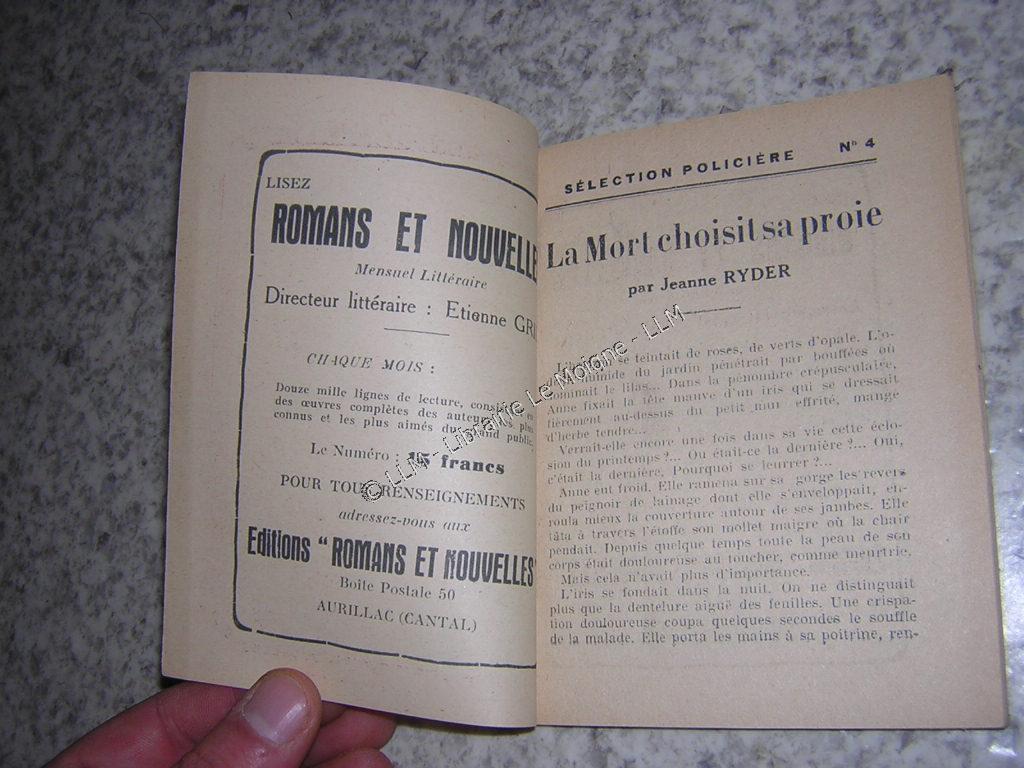 LISEZ
ROMANS ET NOUVELLE
Mensuel Littéraire
Directeur littéraire : Etienne GRI
CHAQUE MOIS :
Douze mille lignes de lecture,
des œuvres complètes des auteurs les plus
connus et les plus aimés du public.
Le Numéro : 15 francs
POUR TOUS RENSEIGNEMENTS
adressez-vous aux
Editions "ROMANS ET NOUVELLES"
Boîte Postale 50
AURILLAC (CANTAL)
SÉLECTION POLICIÈRE N° 4
La Mort choisit sa proie
par Jeanne RYDER
se teintait de roses, de verts d'opale. L'o-
humide du jardin pénétrait par bouffées où
dominait le lilas... Dans la pénombre crépusculaire,
Anne fixait la tête mauve d'un iris qui se dressait
fièrement au-dessus du petit mur effrité, mangé
d'herbe tendre...
Verrait-elle encore une fois dans sa vie cette éclo-
sion du printemps ?... Ou était-ce la dernière ?... Oui,
c'était la dernière, Pourquoi se leurrer ?...
Anne eut froid. Elle ramena sur sa gorge les revers
du peignoir de lainage dont elle s'enveloppait, en-
roula mieux la couverture autour de ses jambes. Elle
tâta à travers l'étoffe son mollet maigre où la chair
pendait. Depuis quelque temps toute la peau de son
corps était douloureuse au toucher, comme meurtrie.
Mais cela n'avait plus d'importance.
L'iris se fondait dans la nuit. On ne distinguait
plus que la dentelure aiguë des feuilles. Une crispa-
tion douloureuse coupa quelques secondes le souffle
de la malade. Elle porta les mains à sa poitrine, ren-
© LLM - Librairie Le Moigne - LLM